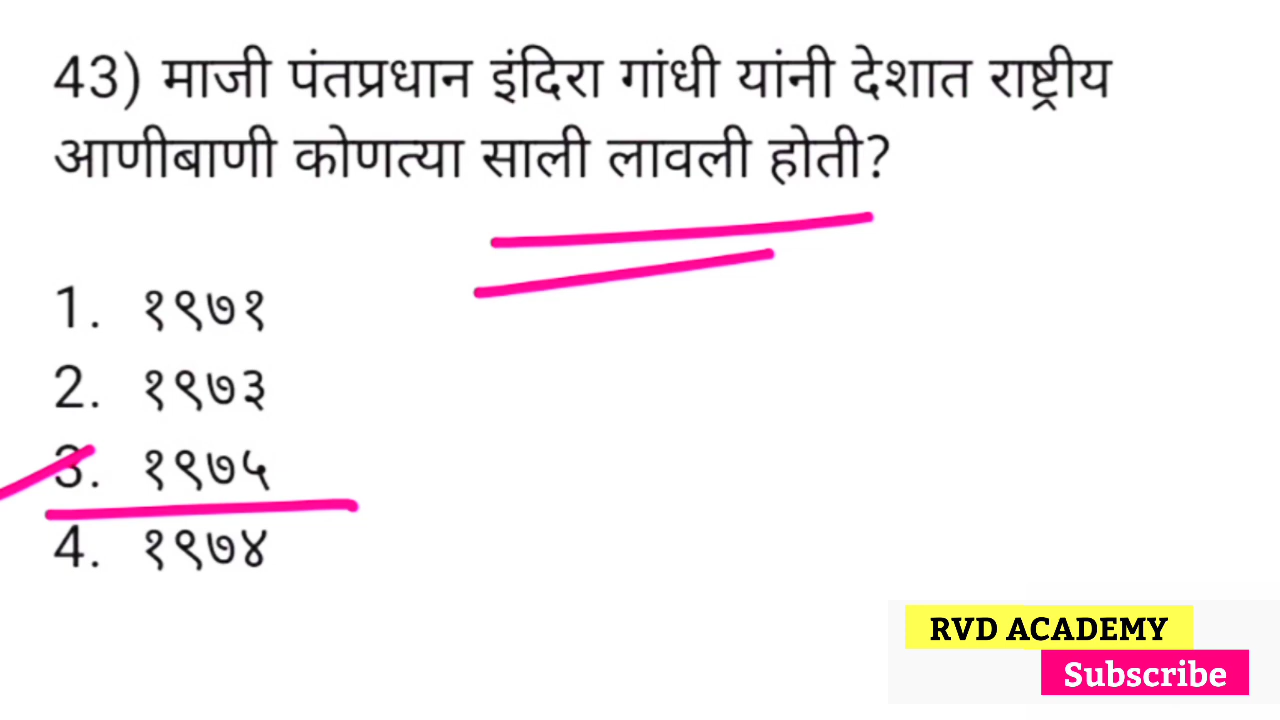 43) माजी पंतप्रधान इंदिरा गांधी यांनी देशात राष्ट्रीय
आणीबाणी कोणत्या साली लावली होती?
1. १९७१
2. १९७३
3. १९७५
4. १९७४
RVD ACADEMY
Subscribe